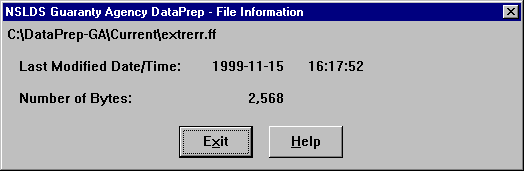 NSLDS Guaranty Agency DataPrep - File Information
C:\DataPrep-GA\Current\extrerr.ff
Last Modified Date/Time: 1999-11-15 16:17:52
Number of Bytes: 2,568
Exit Help